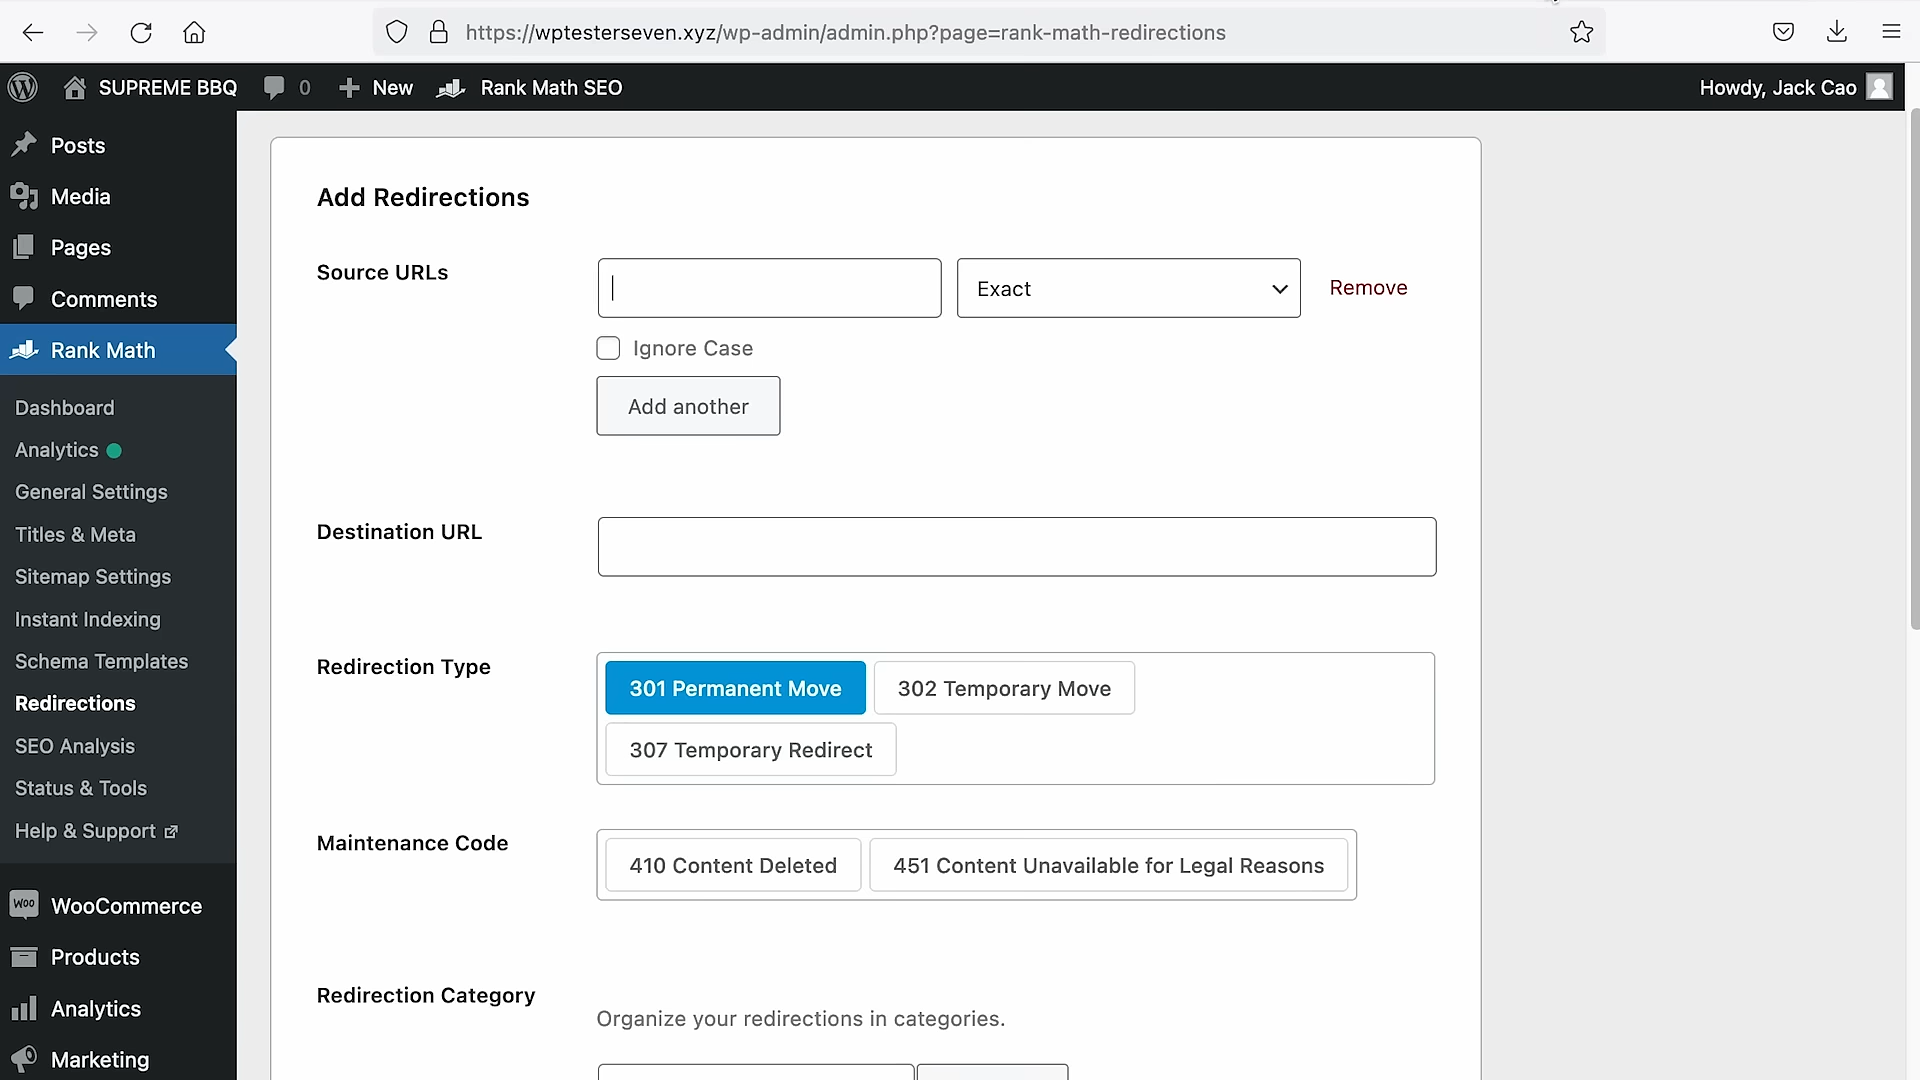 https://wptesterseven.xyz/wp-admin/admin.php?page=rank-math-redirections
SUPREME BBQ 0 New Rank Math SEO Howdy, Jack Cao
Posts
Media
Pages
Comments
Rank Math
Dashboard
Analytics
General Settings
Titles & Meta
Sitemap Settings
Instant Indexing
Schema Templates
Redirections
SEO Analysis
Status & Tools
Help & Support
Woo WooCommerce
Products
Analytics
Marketing
Add Redirections
Source URLs
Exact
Remove
Ignore Case
Add another
Destination URL
Redirection Type
301 Permanent Move
302 Temporary Move
307 Temporary Redirect
Maintenance Code
410 Content Deleted
451 Content Unavailable for Legal Reasons
Redirection Category
Organize your redirections in categories.